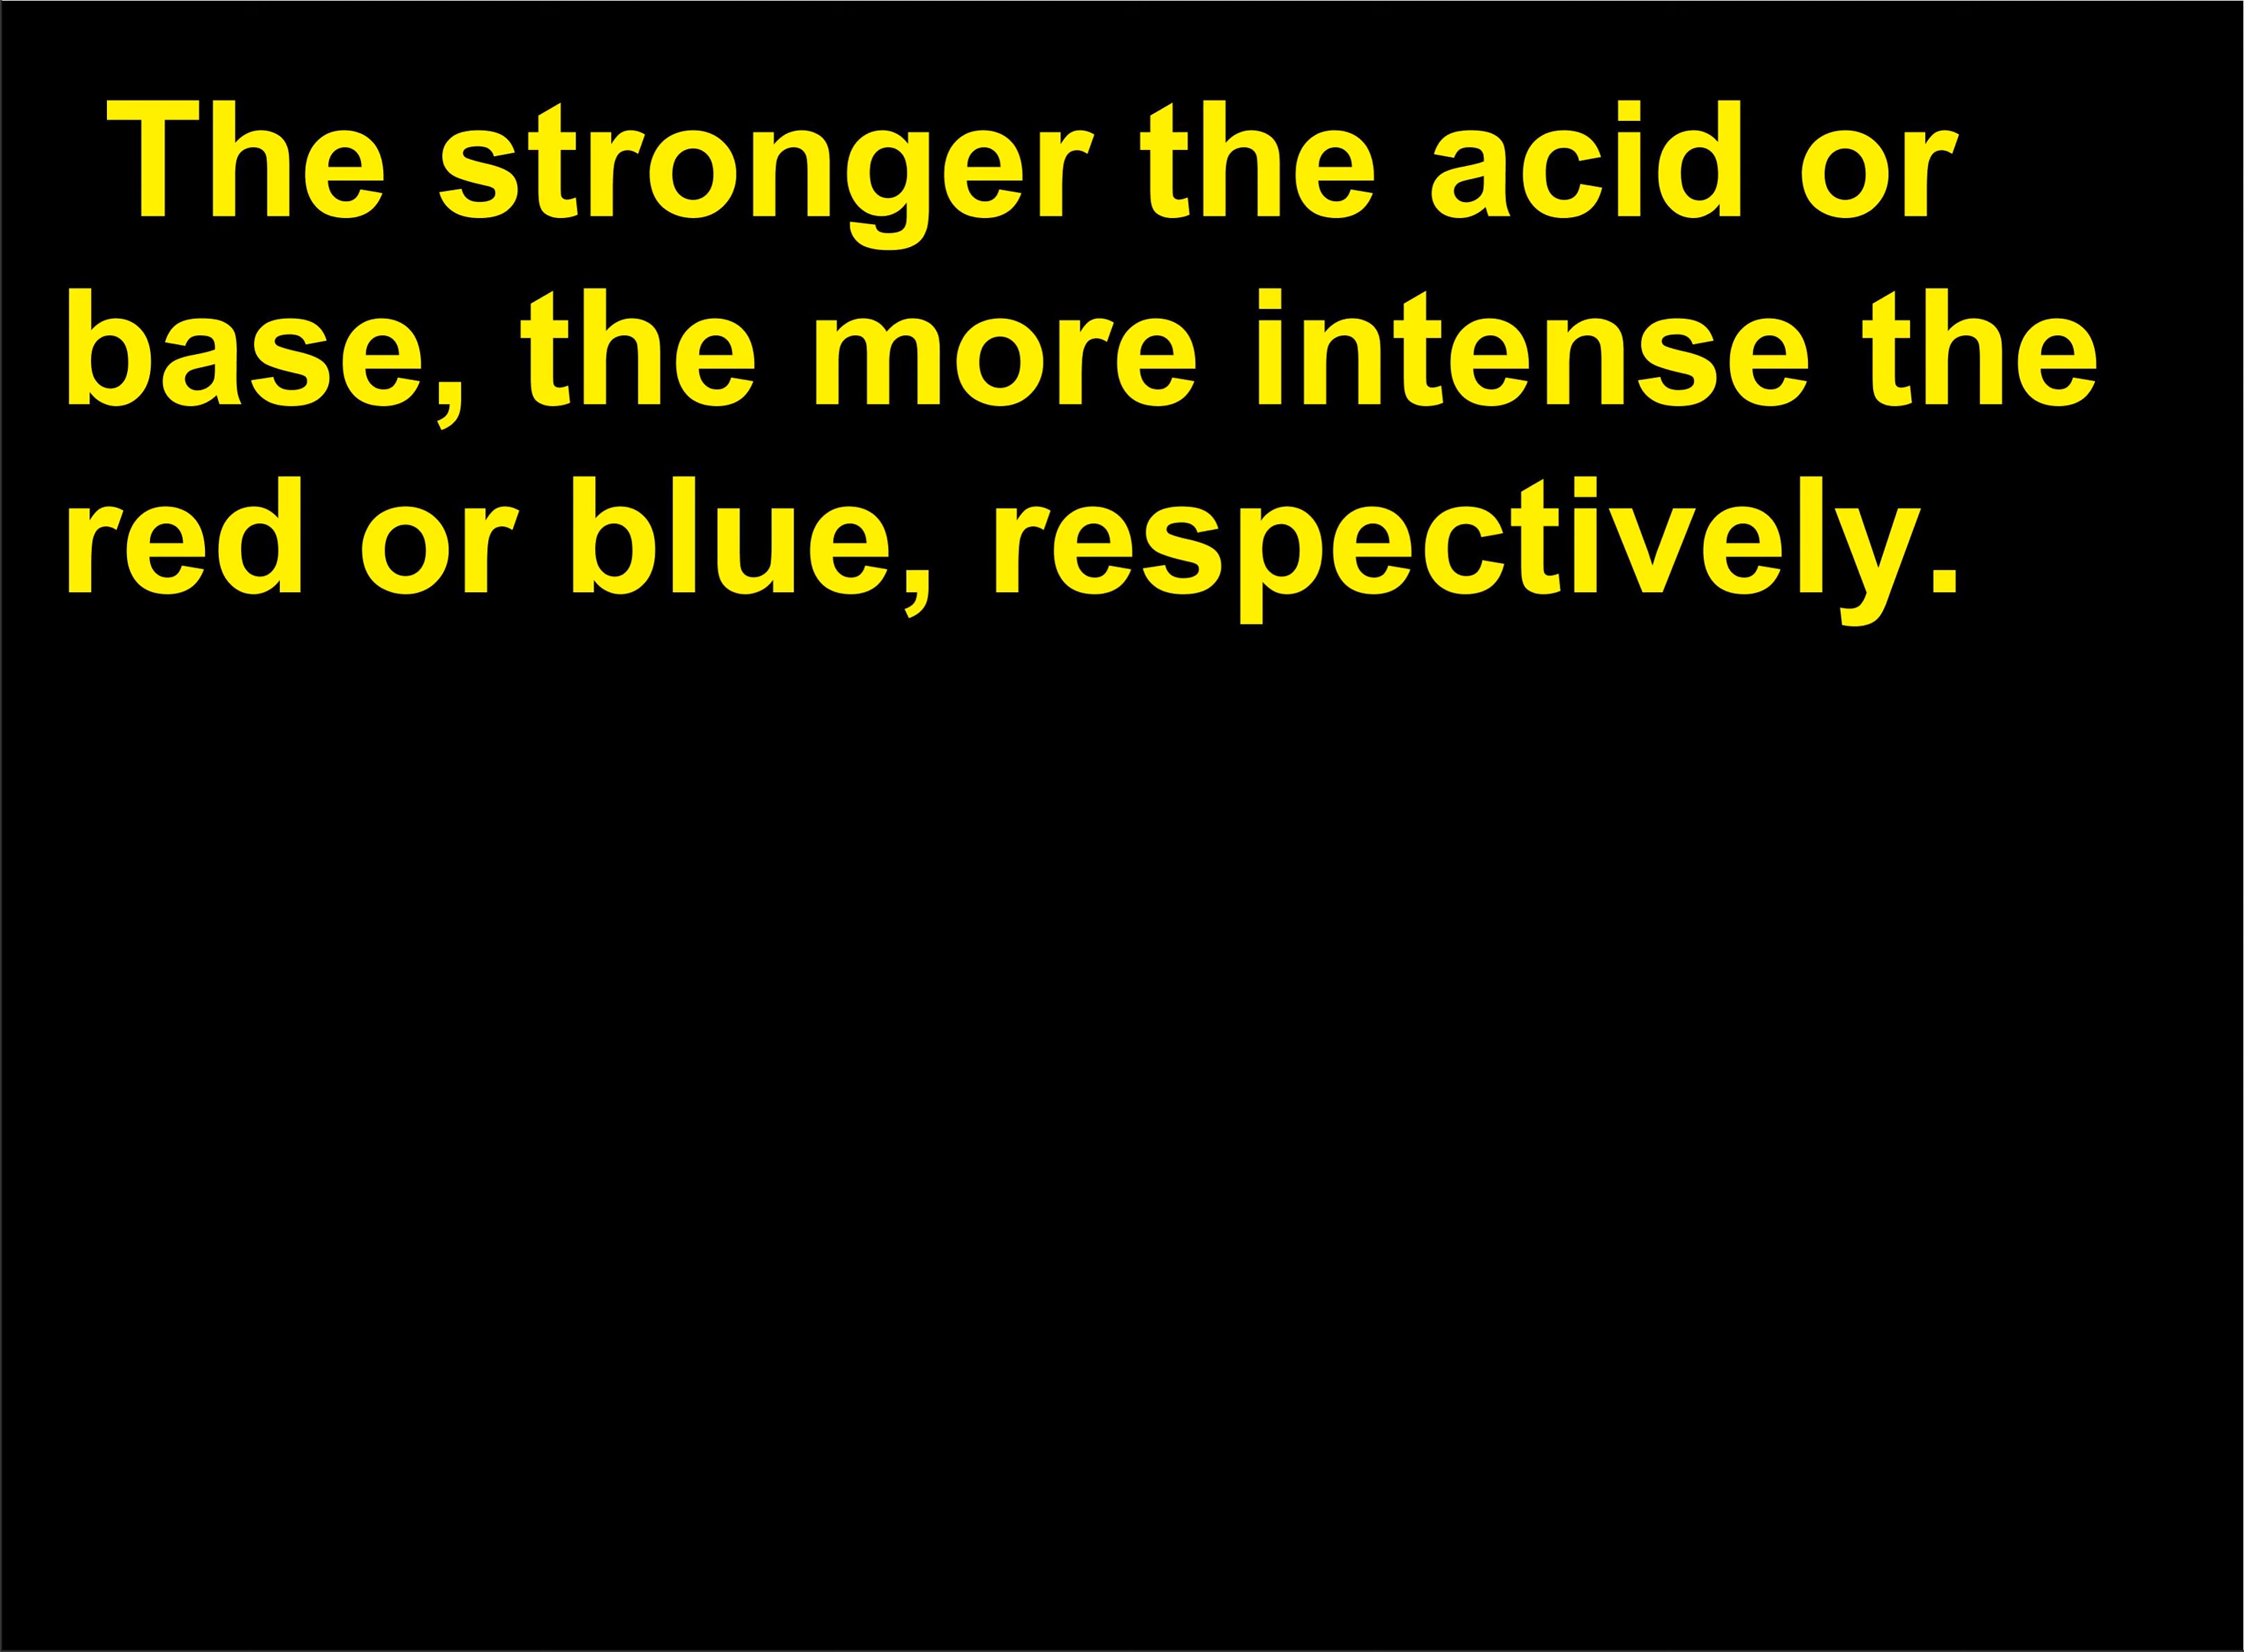 The stronger the acid or
base, the more intense the
red or blue, respectively.